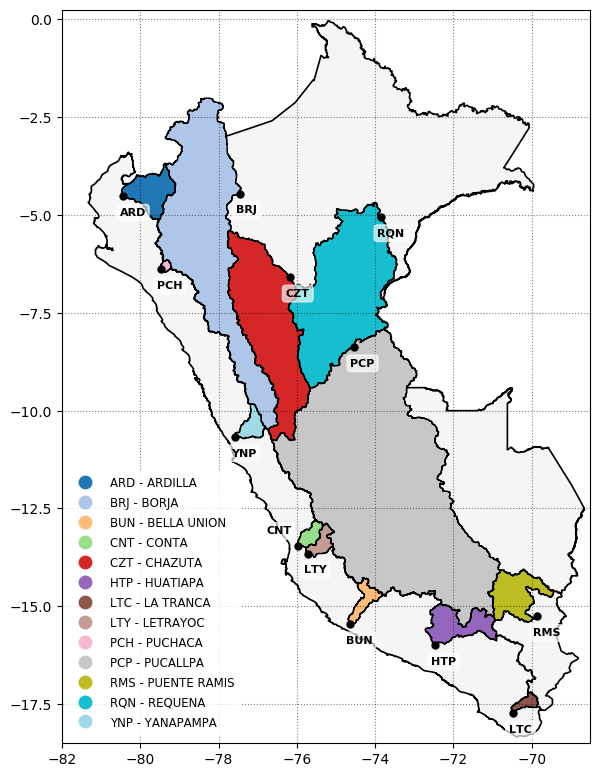 0.0
−2.5
−5.0
−7.5
−10.0
−12.5
−15.0
−17.5
−82
−80
−78
−76
−74
−72
−70
ARD
BRJ
RQN
PCH
CZT
PCP
YNP
CNT
LTY
BUN
HTP
RMS
LTC
ARD - ARDILLA
BRJ - BORJA
BUN - BELLA UNION
CNT - CONTA
CZT - CHAZUTA
HTP - HUATIAPA
LTC - LA TRANCA
LTY - LETRAYOC
PCH - PUCHACA
PCP - PUCALLPA
RMS - PUENTE RAMIS
RQN - REQUENA
YNP - YANAPAMPA